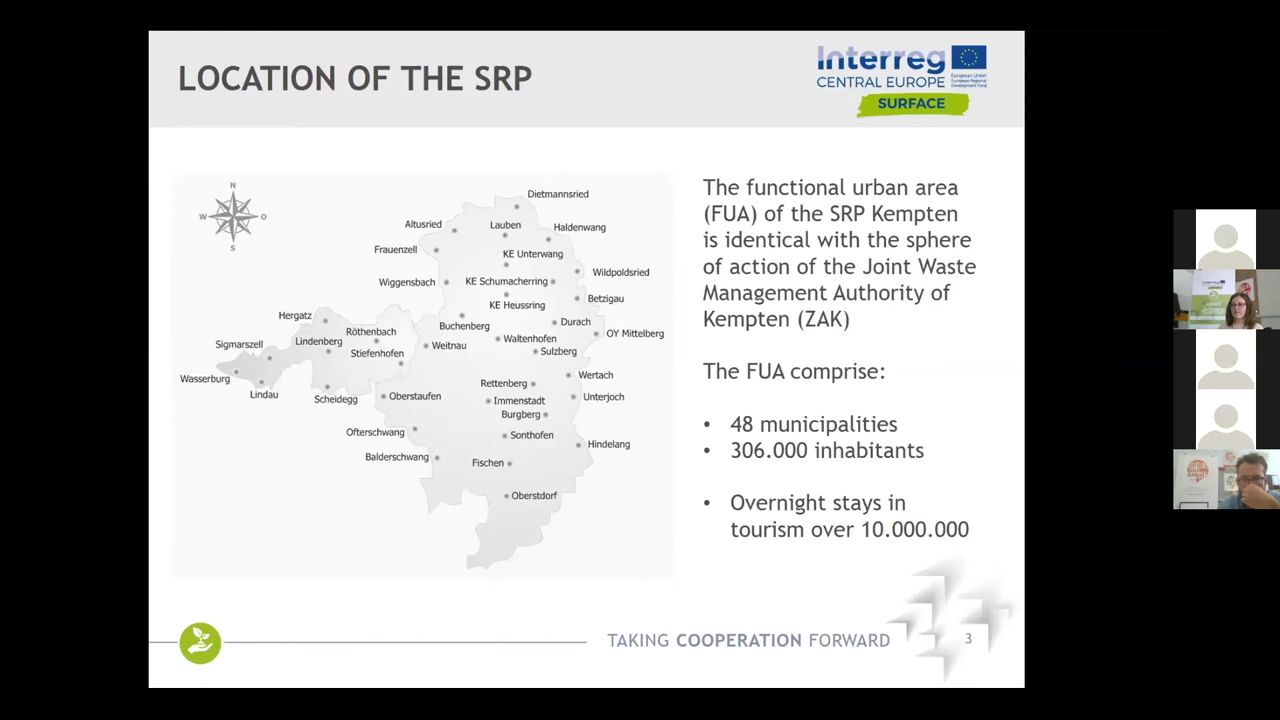 LOCATION OF THE SRP
Interreg
CENTRAL EUROPE
European Union
European Regional
Development Fund
SURFACE
N
W
O
S
Dietmannsried
Altusried
Lauben
Haldenwang
Frauenzell
KE Unterwang
Wildpoldsried
Wiggensbach
KE Schumacherring
Betzigau
KE Heussring
Hergatz
Buchenberg
Durach
Röthenbach
OY Mittelberg
Lindenberg
Waltenhofen
Sigmarszell
Stiefenhofen
Weitnau
Sulzberg
Wasserburg
Wertach
Rettenberg
Lindau
Scheidegg
Oberstaufen
Immenstadt
Unterjoch
Burgberg
Ofterschwang
Sonthofen
Hindelang
Balderschwang
Fischen
Oberstdorf
The functional urban area
(FUA) of the SRP Kempten
is identical with the sphere
of action of the Joint Waste
Management Authority of
Kempten (ZAK)
The FUA comprise:
• 48 municipalities
• 306.000 inhabitants
• Overnight stays in
tourism over 10.000.000
TAKING COOPERATION FORWARD
3